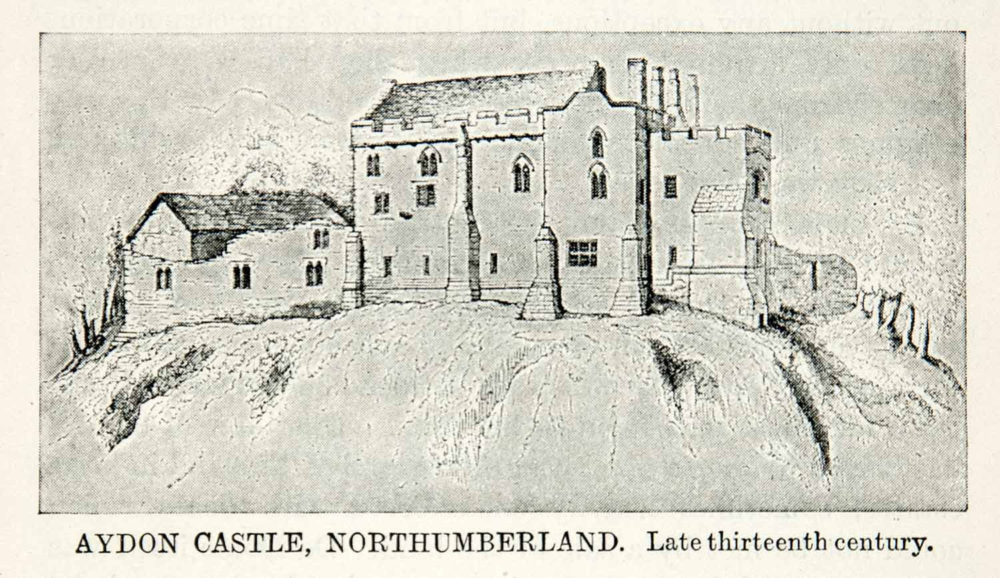 AYDON CASTLE, NORTHUMBERLAND. Late thirteenth century.